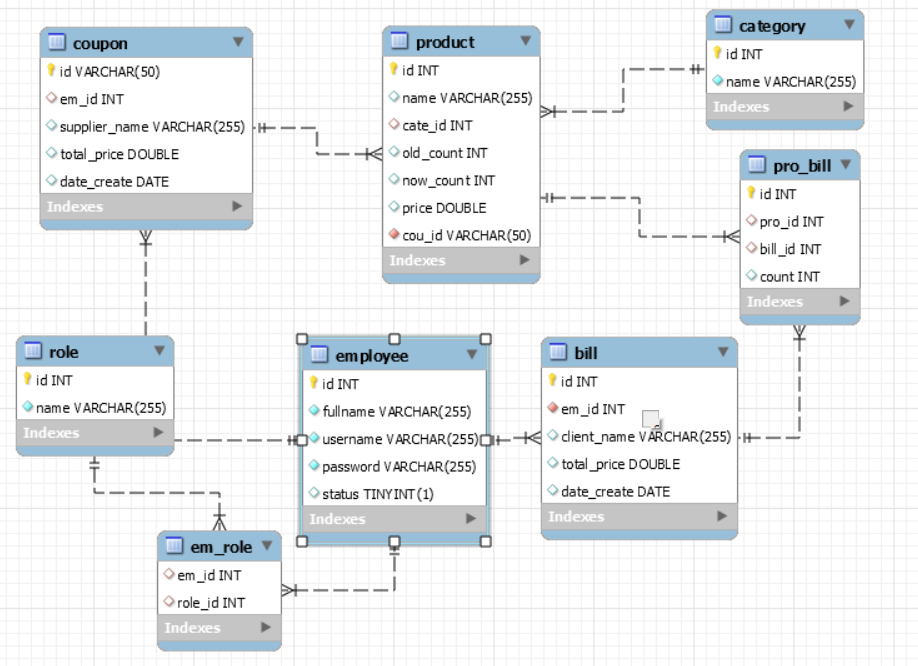 coupon
id VARCHAR(50)
em_id INT
supplier_name VARCHAR(255)
total_price DOUBLE
date_create DATE
Indexes
product
id INT
name VARCHAR(255)
cate_id INT
old_count INT
now_count INT
price DOUBLE
cou_id VARCHAR(50)
Indexes
category
id INT
name VARCHAR(255)
Indexes
pro_bill
id INT
pro_id INT
bill_id INT
count INT
Indexes
role
id INT
name VARCHAR(255)
Indexes
employee
id INT
fullname VARCHAR(255)
username VARCHAR(255)
password VARCHAR(255)
status TINYINT(1)
Indexes
bill
id INT
em_id INT
client_name VARCHAR(255)
total_price DOUBLE
date_create DATE
Indexes
em_role
em_id INT
role_id INT
Indexes